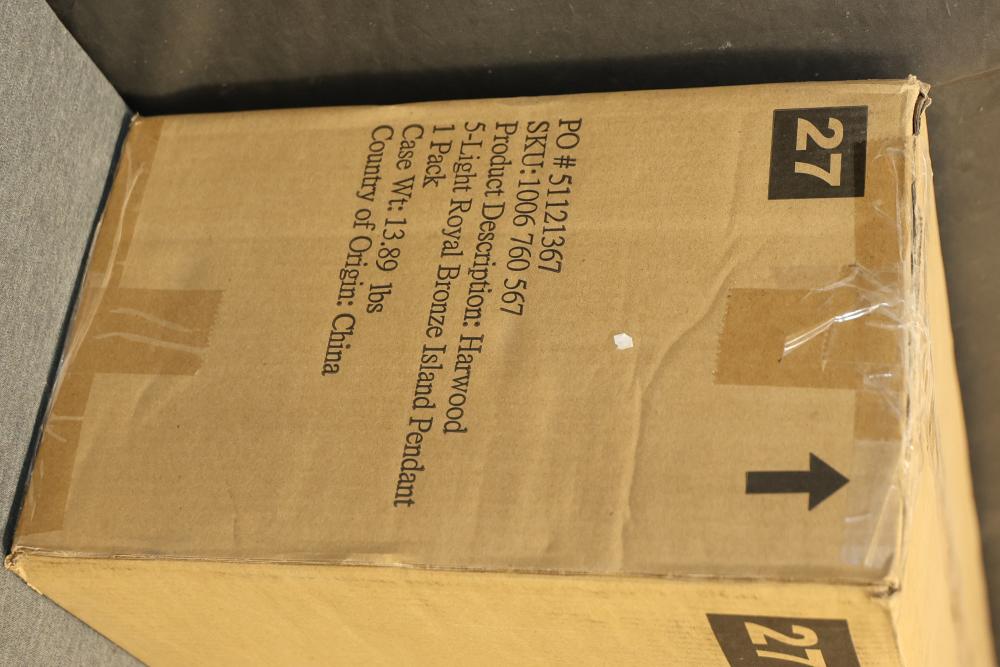 27
PO # 51121367
SKU:1006 760 567
Product Description: Harwood
5-Light Royal Bronze Island Pendant
1 Pack
Case Wt: 13.89 lbs
Country of Origin: China
27